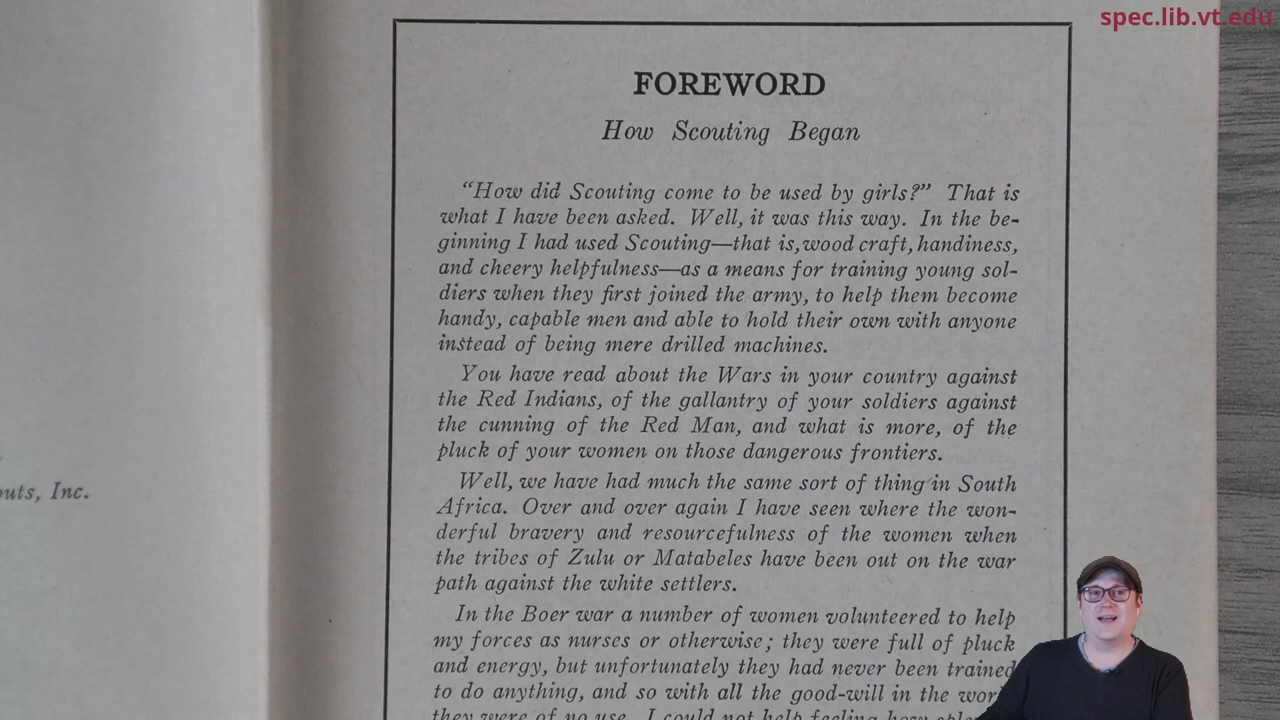 spec.lib.vt.edu
FOREWORD
How Scouting Began
“How did Scouting come to be used by girls?” That is
what I have been asked. Well, it was this way. In the be-
ginning I had used Scouting—that is, wood craft, handiness,
and cheery helpfulness—as a means for training young sol-
diers when they first joined the army, to help them become
handy, capable men and able to hold their own with anyone
instead of being mere drilled machines.
You have read about the Wars in your country against
the Red Indians, of the gallantry of your soldiers against
the cunning of the Red Man, and what is more, of the
pluck of your women on those dangerous frontiers.
Well, we have had much the same sort of thing in South
Africa. Over and over again I have seen where the won-
derful bravery and resourcefulness of the women when
the tribes of Zulu or Matabeles have been out on the war
path against the white settlers.
In the Boer war a number of women volunteered to help
my forces as nurses or otherwise; they were full of pluck
and energy, but unfortunately they had never been trained
to do anything, and so with all the good-will in the
they were of no use. I could not help feeling how
Inc.